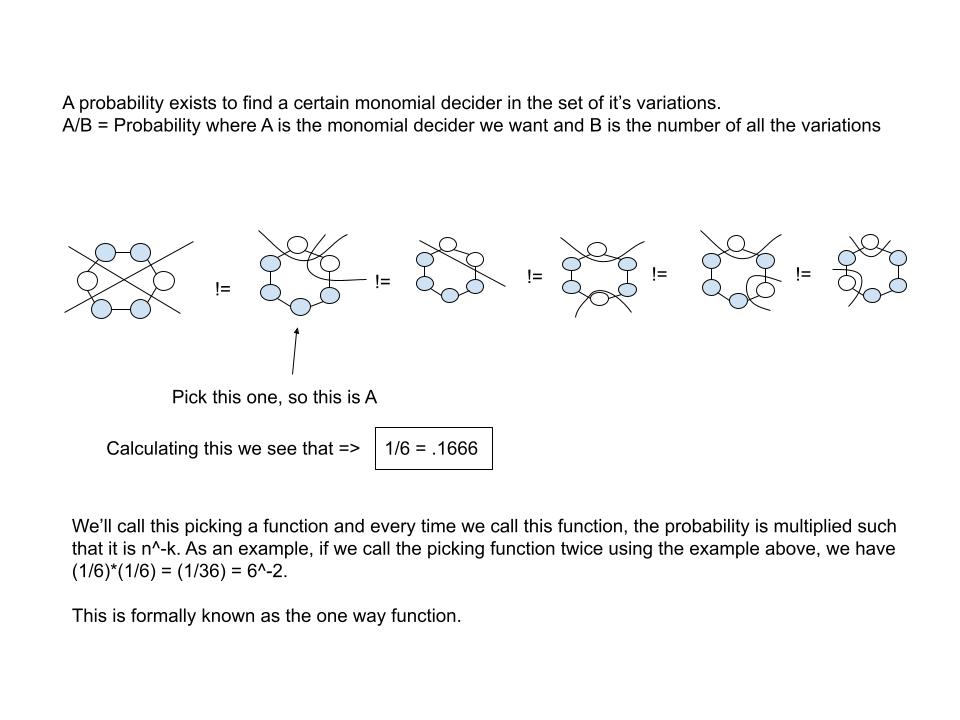 A probability exists to find a certain monomial decider in the set of it's variations.
A/B = Probability where A is the monomial decider we want and B is the number of all the variations
!= != != != !=
Pick this one, so this is A
Calculating this we see that => 1/6 = .1666
We'll call this picking a function and every time we call this function, the probability is multiplied such
that it is n^-k. As an example, if we call the picking function twice using the example above, we have
(1/6)*(1/6) = (1/36) = 6^-2.
This is formally known as the one way function.